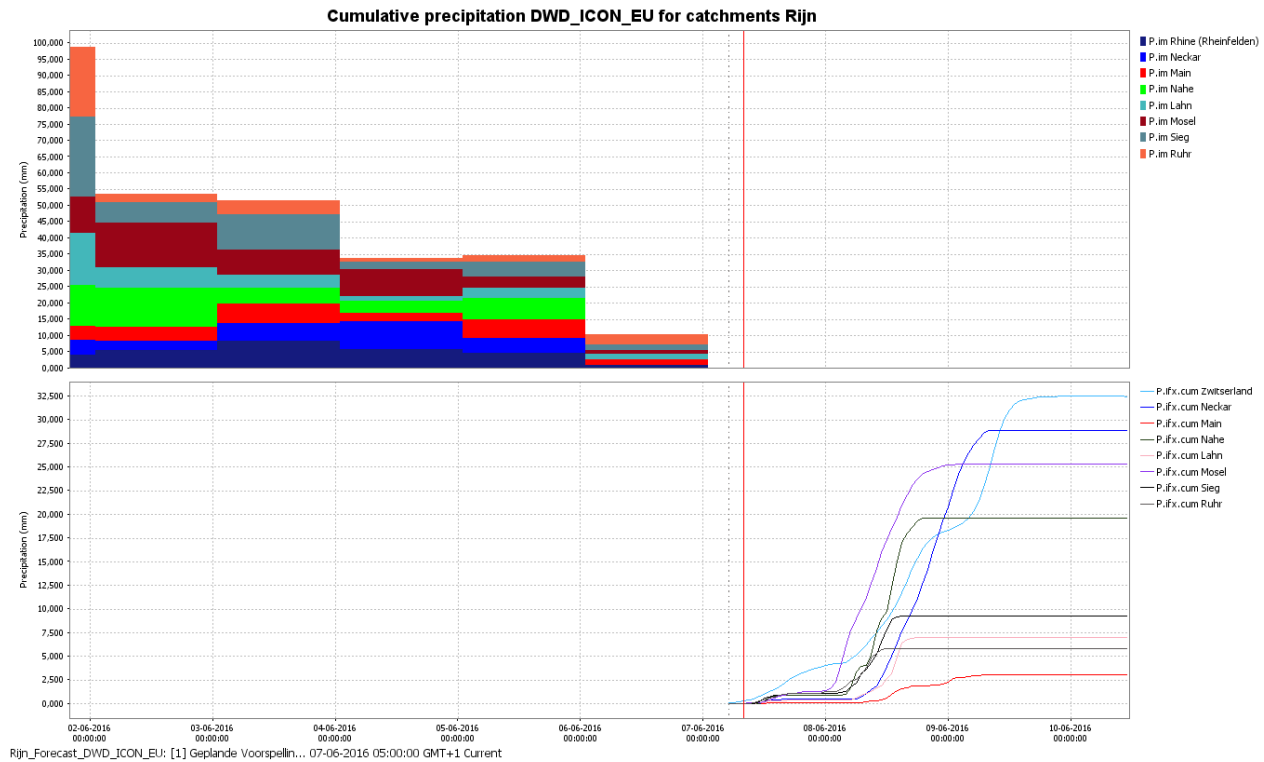 Cumulative precipitation DWD_ICON_EU for catchments Rijn
Precipitation (mm)
100,000
95,000
90,000
85,000
80,000
75,000
70,000
65,000
60,000
55,000
50,000
45,000
40,000
35,000
30,000
25,000
20,000
15,000
10,000
5,000
0,000
P.im Rhine (Rheinfelden)
P.im Neckar
P.im Main
P.im Nahe
P.im Lahn
P.im Mosel
P.im Sieg
P.im Ruhr
Precipitation (mm)
32,500
30,000
27,500
25,000
22,500
20,000
17,500
15,000
12,500
10,000
7,500
5,000
2,500
0,000
P.ifx.cum Zwitserland
P.ifx.cum Neckar
P.ifx.cum Main
P.ifx.cum Nahe
P.ifx.cum Lahn
P.ifx.cum Mosel
P.ifx.cum Sieg
P.ifx.cum Ruhr
02-06-2016 03-06-2016 04-06-2016 05-06-2016 06-06-2016 07-06-2016 08-06-2016 09-06-2016 10-06-2016
00:00:00 00:00:00 00:00:00 00:00:00 00:00:00 00:00:00 00:00:00 00:00:00 00:00:00
Rijn_Forecast_DWD_ICON_EU: [1] Geplande Voorspellin... 07-06-2016 05:00:00 GMT+1 Current